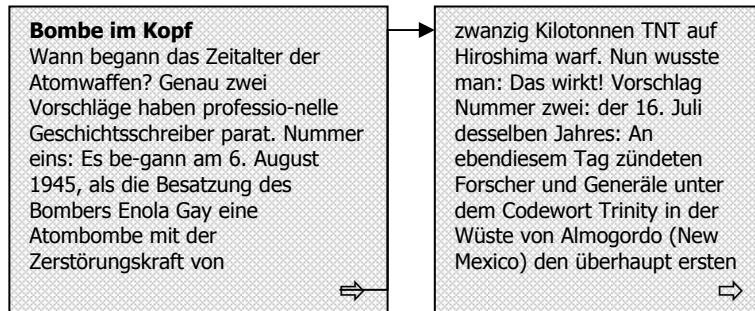 Bombe im Kopf
Wann begann das Zeitalter der
Atomwaffen? Genau zwei
Vorschläge haben professio-nelle
Geschichtsschreiber parat. Nummer
eins: Es be-gann am 6. August
1945, als die Besatzung des
Bombers Enola Gay eine
Atombombe mit der
Zerstörungskraft von
zwanzig Kilotonnen TNT auf
Hiroshima warf. Nun wusste
man: Das wirkt! Vorschlag
Nummer zwei: der 16. Juli
desselben Jahres: An
ebendiesem Tag zündeten
Forscher und Generäle unter
dem Codewort Trinity in der
Wüste von Almogordo (New
Mexico) den überhaupt ersten